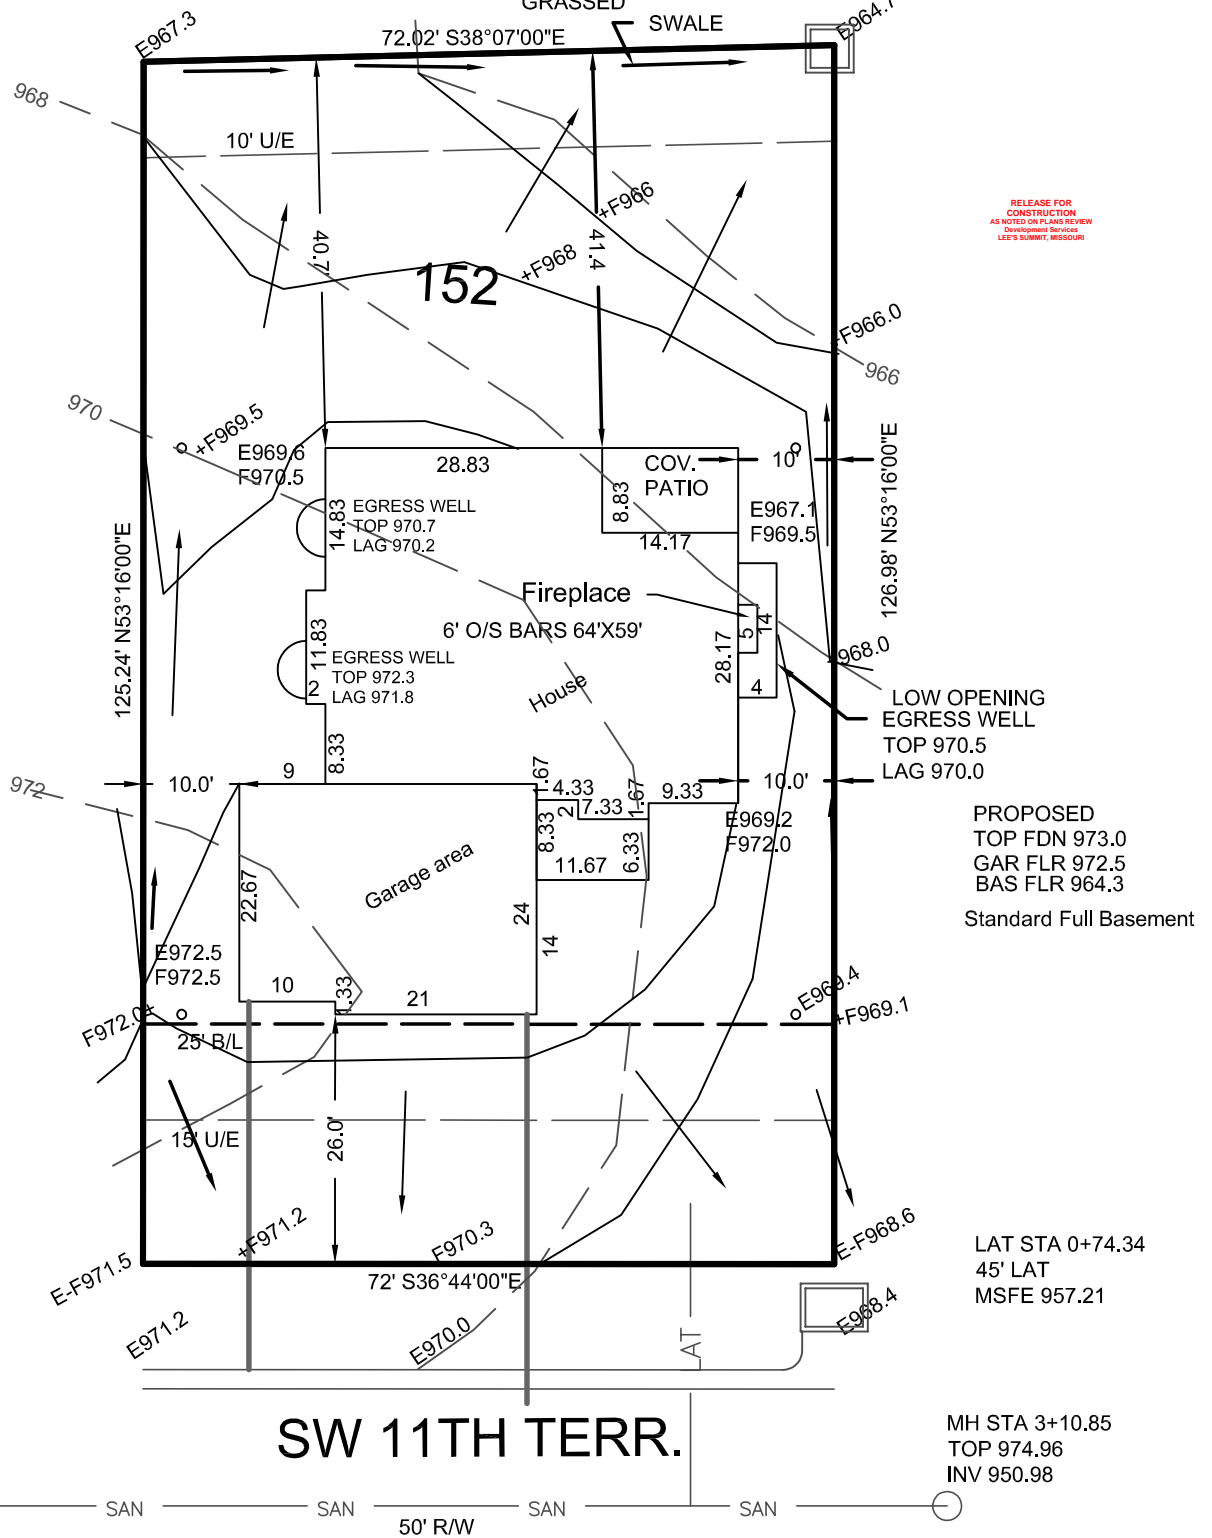 GRASSED
SWALE
E967.3
72.02' S38°07'00"E
E964.7
968
10' U/E
+F966
40.7'
41.4
+F968
152
RELEASE FOR
CONSTRUCTION
AS NOTED ON PLANS REVIEW
Development Services
LEE'S SUMMIT, MISSOURI
+F966.0
966
970
+F969.5
E969.6
F970.5
28.83
COV.
PATIO
10'
8.83
14.17
E967.1
F969.5
126.98' N53°16'00"E
14.83
EGRESS WELL
TOP 970.7
LAG 970.2
125.24' N53°16'00"E
Fireplace
6' O/S BARS 64'X59'
5
14
28.17
4
11.83
2
EGRESS WELL
TOP 972.3
LAG 971.8
House
968.0
LOW OPENING
EGRESS WELL
TOP 970.5
LAG 970.0
8.33
972
10.0'
9
1.67
4.33
2
7.33
1.67
9.33
10.0'
8.33
11.67
6.33
E969.2
F972.0
PROPOSED
TOP FDN 973.0
GAR FLR 972.5
BAS FLR 964.3
Standard Full Basement
Garage area
22.67
24
14
E972.5
F972.5
10
1.33
21
F972.0+
E969.4
+F969.1
25' B/L
15' U/E
26.0'
+F971.2
F970.3
E-F971.5
E-F968.6
72' S36°44'00"E
LAT STA 0+74.34
45' LAT
MSFE 957.21
E971.2
E970.0
LAT
E968.4
SW 11TH TERR.
MH STA 3+10.85
TOP 974.96
INV 950.98
SAN SAN SAN SAN
50' R/W